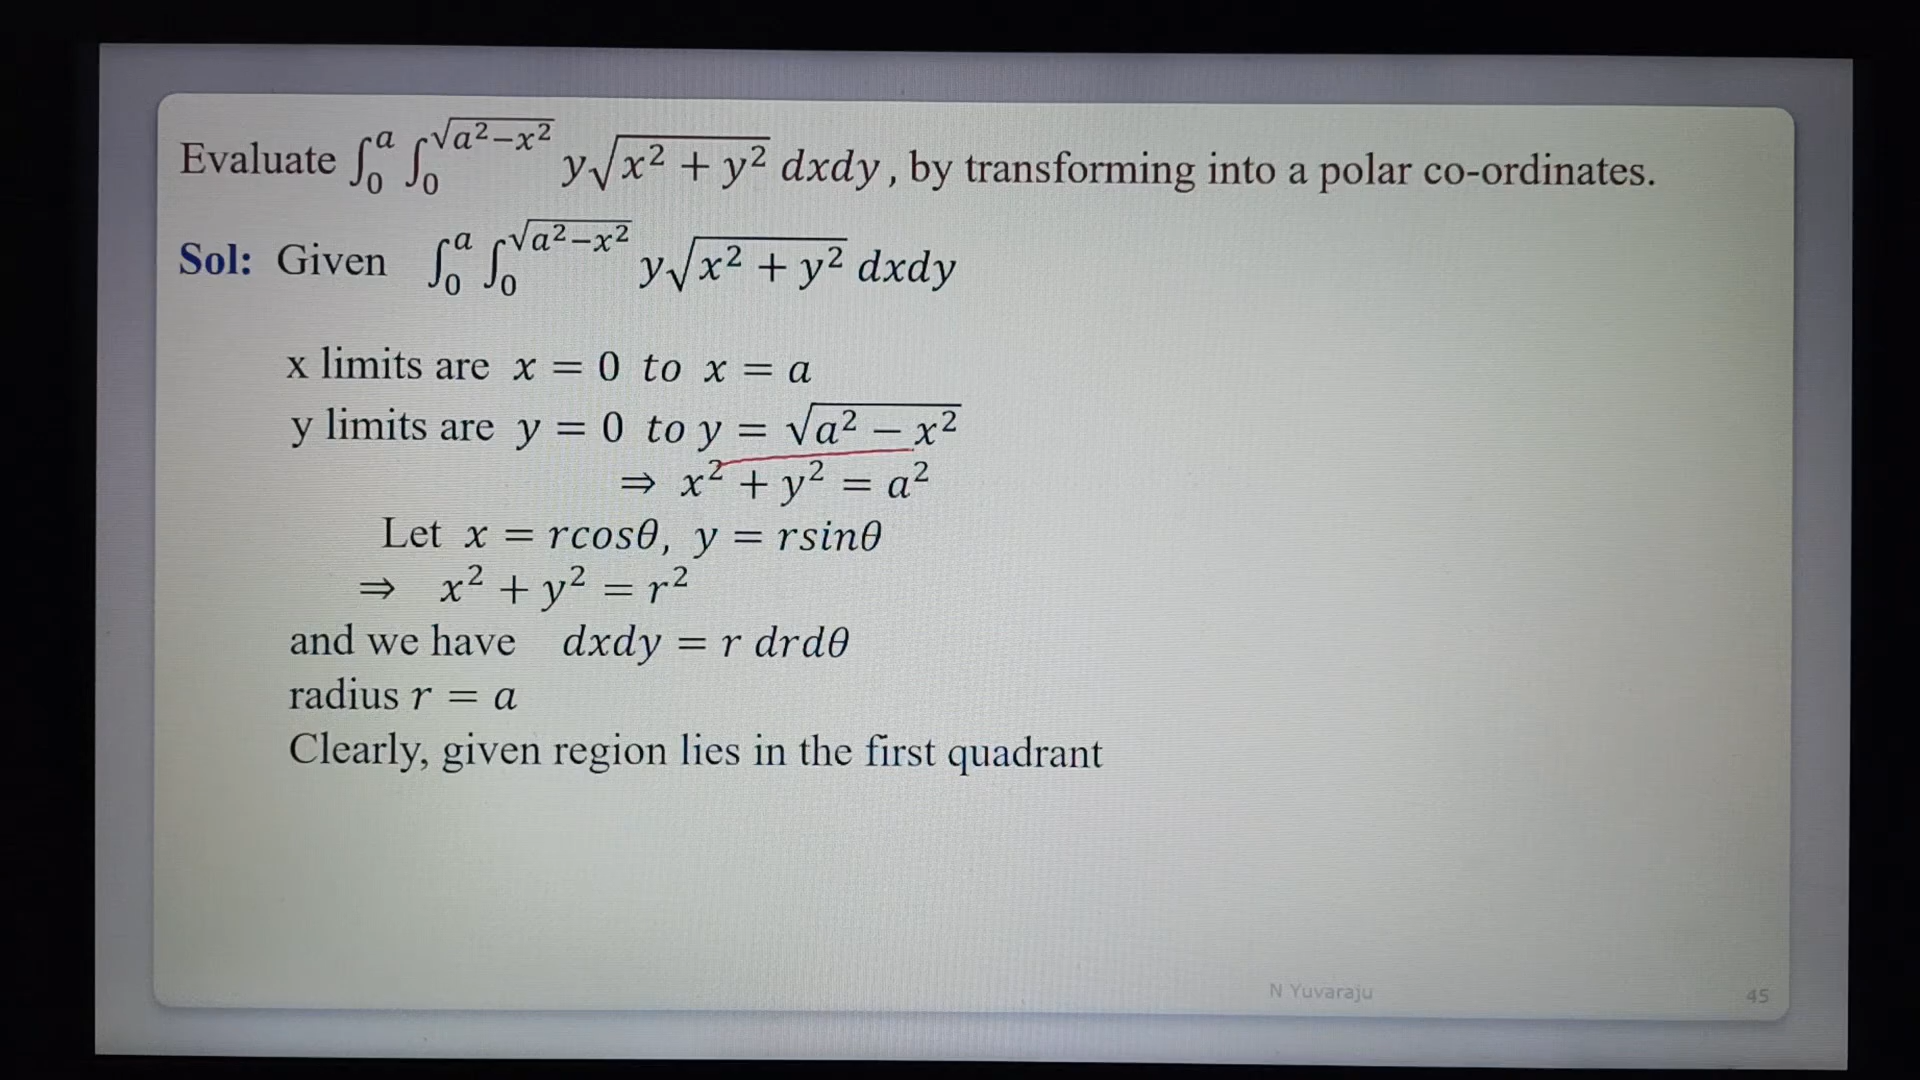 Evaluate ∫₀ᵃ ∫₀^√(a²−x²) y√(x² + y²) dxdy , by transforming into a polar co-ordinates.
Sol: Given ∫₀ᵃ ∫₀^√(a²−x²) y√(x² + y²) dxdy
x limits are x = 0 to x = a
y limits are y = 0 to y = √(a² − x²)
⇒ x² + y² = a²
Let x = rcosθ, y = rsinθ
⇒ x² + y² = r²
and we have dxdy = r drdθ
radius r = a
Clearly, given region lies in the first quadrant
N Yuvaraju
45